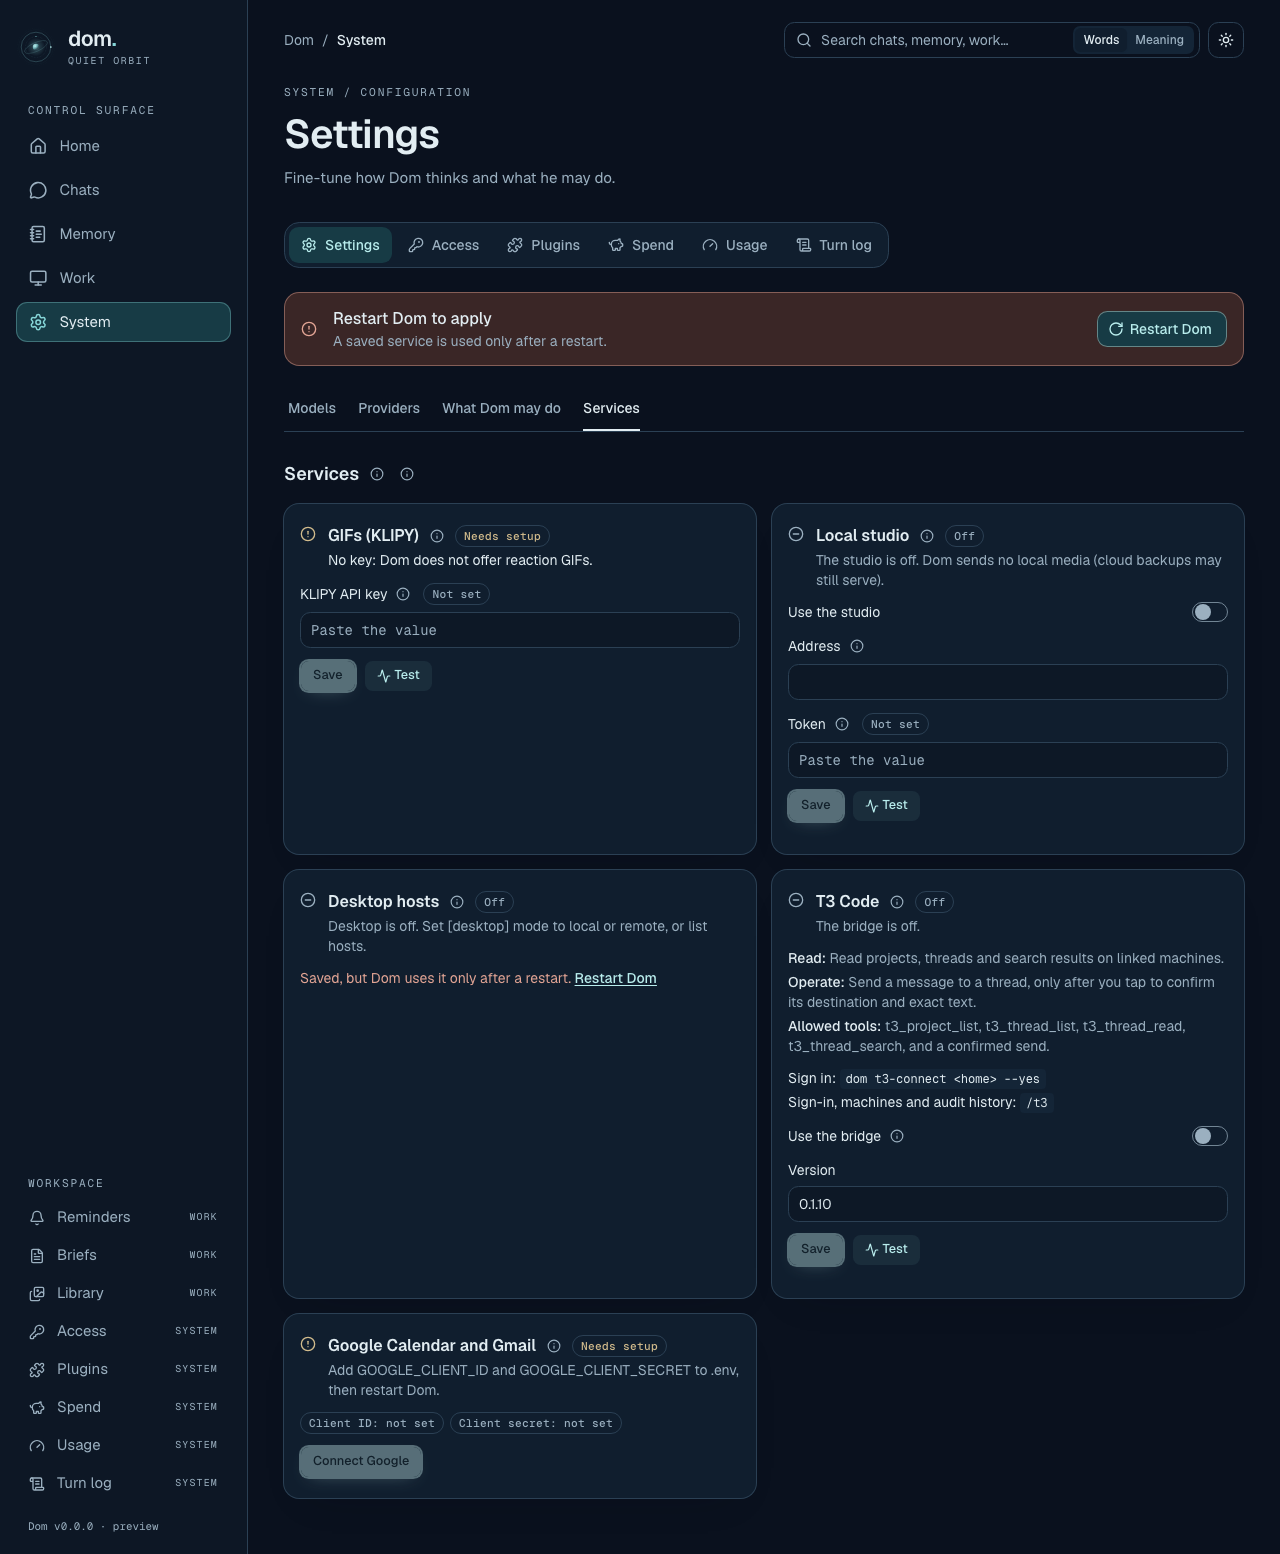 dom.
QUIET ORBIT
CONTROL SURFACE
Home
Chats
Memory
Work
System
WORKSPACE
Reminders WORK
Briefs WORK
Library WORK
Access SYSTEM
Plugins SYSTEM
Spend SYSTEM
Usage SYSTEM
Turn log SYSTEM
Dom v0.0.0 · preview
Dom / System
Search chats, memory, work…
Words Meaning
SYSTEM / CONFIGURATION
Settings
Fine-tune how Dom thinks and what he may do.
Settings Access Plugins Spend Usage Turn log
Restart Dom to apply
A saved service is used only after a restart.
Restart Dom
Models Providers What Dom may do Services
Services
GIFs (KLIPY) Needs setup
No key: Dom does not offer reaction GIFs.
KLIPY API key Not set
Paste the value
Save Test
Local studio Off
The studio is off. Dom sends no local media (cloud backups may
still serve).
Use the studio
Address
Token Not set
Paste the value
Save Test
Desktop hosts Off
Desktop is off. Set [desktop] mode to local or remote, or list
hosts.
Saved, but Dom uses it only after a restart. Restart Dom
T3 Code Off
The bridge is off.
Read: Read projects, threads and search results on linked machines.
Operate: Send a message to a thread, only after you tap to confirm
its destination and exact text.
Allowed tools: t3_project_list, t3_thread_list, t3_thread_read,
t3_thread_search, and a confirmed send.
Sign in: dom t3-connect <home> --yes
Sign-in, machines and audit history: /t3
Use the bridge
Version
0.1.10
Save Test
Google Calendar and Gmail Needs setup
Add GOOGLE_CLIENT_ID and GOOGLE_CLIENT_SECRET to .env,
then restart Dom.
Client ID: not set Client secret: not set
Connect Google